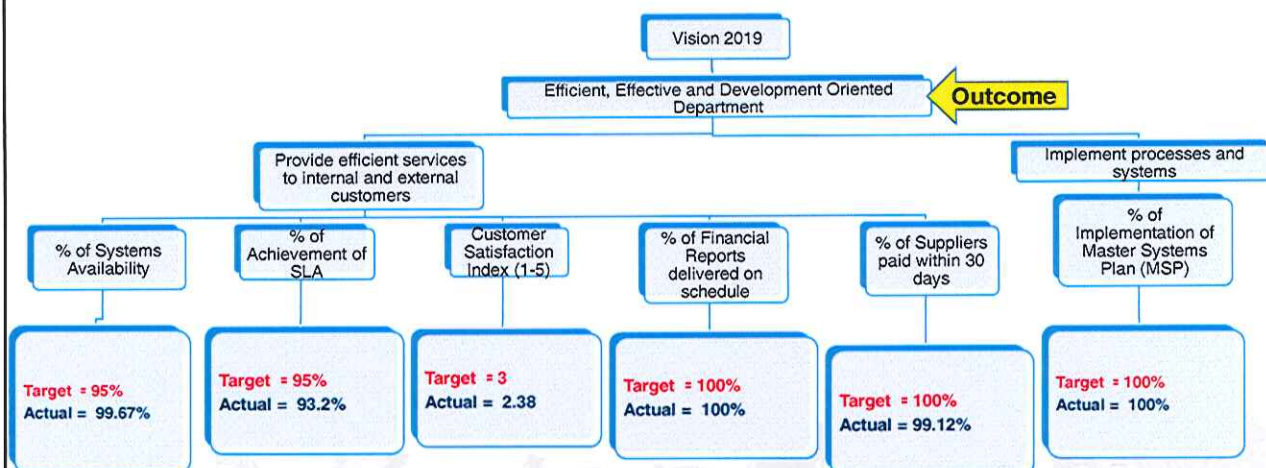 Vision 2019
Efficient, Effective and Development Oriented
Department
Outcome
Provide efficient services
to internal and external
customers
Implement processes and
systems
% of Systems
Availability
% of
Achievement of
SLA
Customer
Satisfaction
Index (1-5)
% of Financial
Reports
delivered on
schedule
% of Suppliers
paid within 30
days
% of
Implementation of
Master Systems
Plan (MSP)
Target = 95%
Actual = 99.67%
Target = 95%
Actual = 93.2%
Target = 3
Actual = 2.38
Target = 100%
Actual = 100%
Target = 100%
Actual = 99.12%
Target = 100%
Actual = 100%